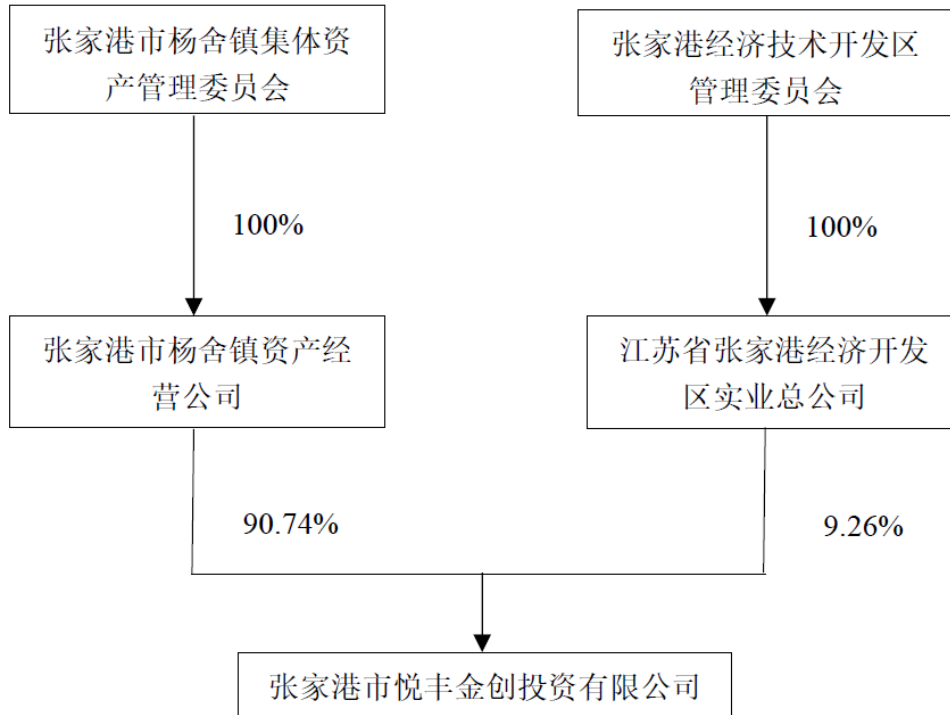 张家港市杨舍镇集体资
产管理委员会
张家港经济技术开发区
管理委员会
100%
100%
张家港市杨舍镇资产经
营公司
江苏省张家港经济开发
区实业总公司
90.74%
9.26%
张家港市悦丰金创投资有限公司